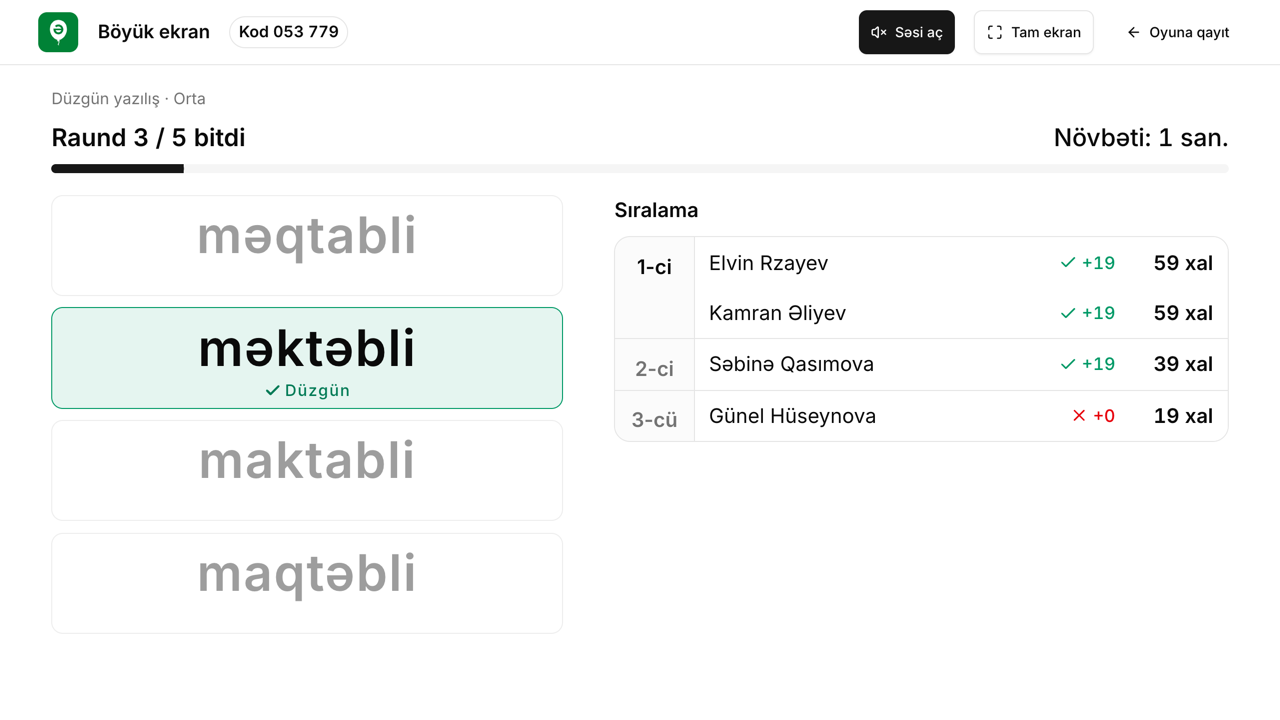 Böyük ekran
Kod 053 779
Səsi aç
Tam ekran
Oyuna qayıt
Düzgün yazılış · Orta
Raund 3 / 5 bitdi
Növbəti: 1 san.
məqtabli
məktəbli
Düzgün
maktabli
maqtəbli
Sıralama
1-ci Elvin Rzayev +19 59 xal
Kamran Əliyev +19 59 xal
2-ci Səbinə Qasımova +19 39 xal
3-cü Günel Hüseynova +0 19 xal